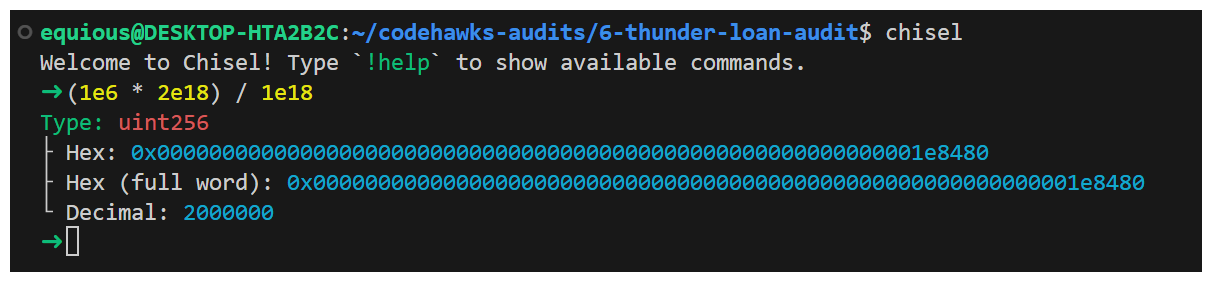 equious@DESKTOP-HTA2B2C:~/codehawks-audits/6-thunder-loan-audit$ chisel
Welcome to Chisel! Type `!help` to show available commands.
➜ (1e6 * 2e18) / 1e18
Type: uint256
├ Hex: 0x00000000000000000000000000000000000000000000000000000000001e8480
├ Hex (full word): 0x00000000000000000000000000000000000000000000000000000000001e8480
└ Decimal: 2000000
➜